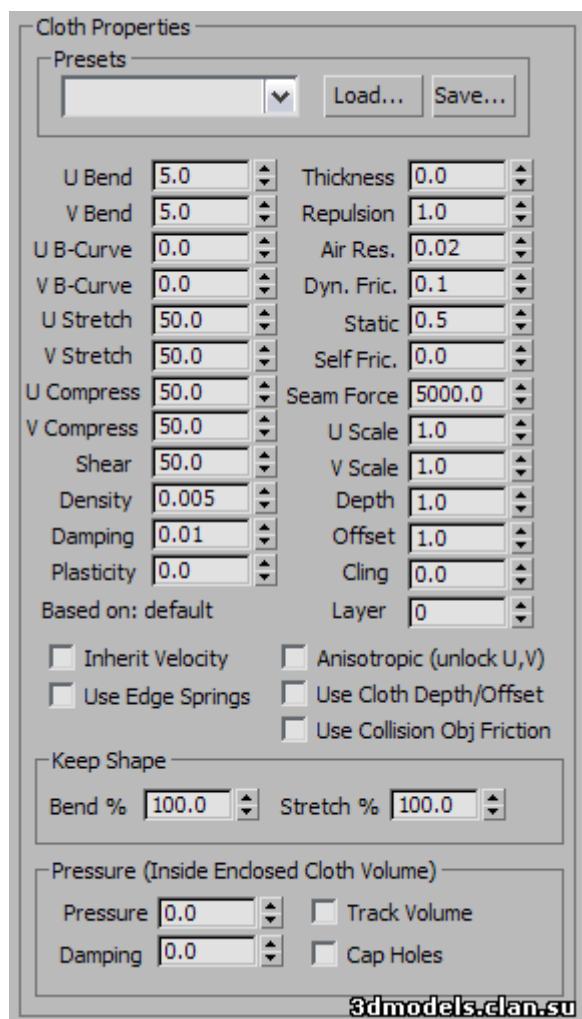 Cloth Properties
Presets
Load... Save...
U Bend 5.0 Thickness 0.0
V Bend 5.0 Repulsion 1.0
U B-Curve 0.0 Air Res. 0.02
V B-Curve 0.0 Dyn. Fric. 0.1
U Stretch 50.0 Static 0.5
V Stretch 50.0 Self Fric. 0.0
U Compress 50.0 Seam Force 5000.0
V Compress 50.0 U Scale 1.0
Shear 50.0 V Scale 1.0
Density 0.005 Depth 1.0
Damping 0.01 Offset 1.0
Plasticity 0.0 Cling 0.0
Based on: default Layer 0
Inherit Velocity Anisotropic (unlock U,V)
Use Edge Springs Use Cloth Depth/Offset
Use Collision Obj Friction
Keep Shape
Bend % 100.0 Stretch % 100.0
Pressure (Inside Enclosed Cloth Volume)
Pressure 0.0 Track Volume
Damping 0.0 Cap Holes
3dmodels.clan.su